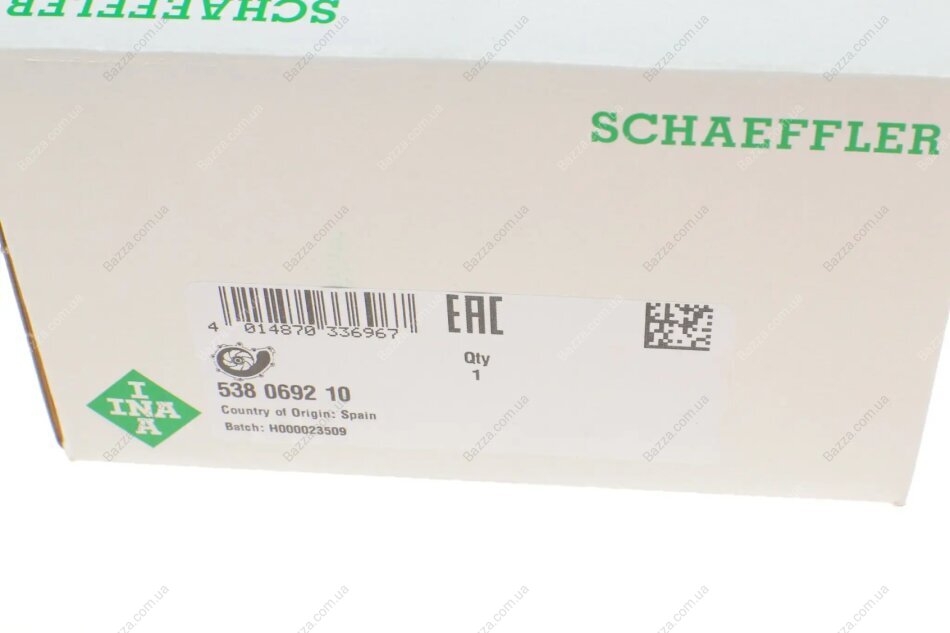 SCHAEFFLER
SCHAEFFLER
4 014870 336967
EAC
Qty
1
538 0692 10
Country of Origin: Spain
Batch: H000023509
INA
INA
Bazza.com.ua